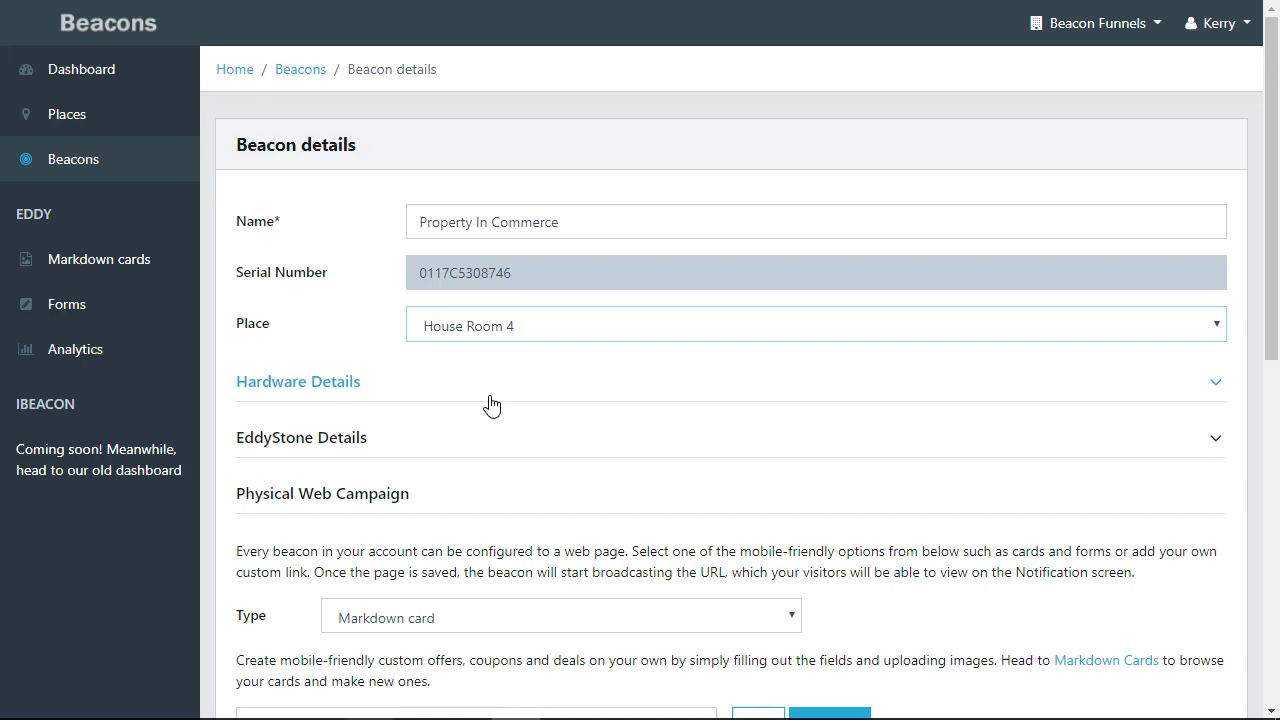 Beacons
Beacon Funnels
Kerry
Dashboard
Places
Beacons
EDDY
Markdown cards
Forms
Analytics
IBEACON
Coming soon! Meanwhile,
head to our old dashboard
Home / Beacons / Beacon details
Beacon details
Name* Property In Commerce
Serial Number 0117C5308746
Place House Room 4
Hardware Details
EddyStone Details
Physical Web Campaign
Every beacon in your account can be configured to a web page. Select one of the mobile-friendly options from below such as cards and forms or add your own
custom link. Once the page is saved, the beacon will start broadcasting the URL, which your visitors will be able to view on the Notification screen.
Type Markdown card
Create mobile-friendly custom offers, coupons and deals on your own by simply filling out the fields and uploading images. Head to Markdown Cards to browse
your cards and make new ones.